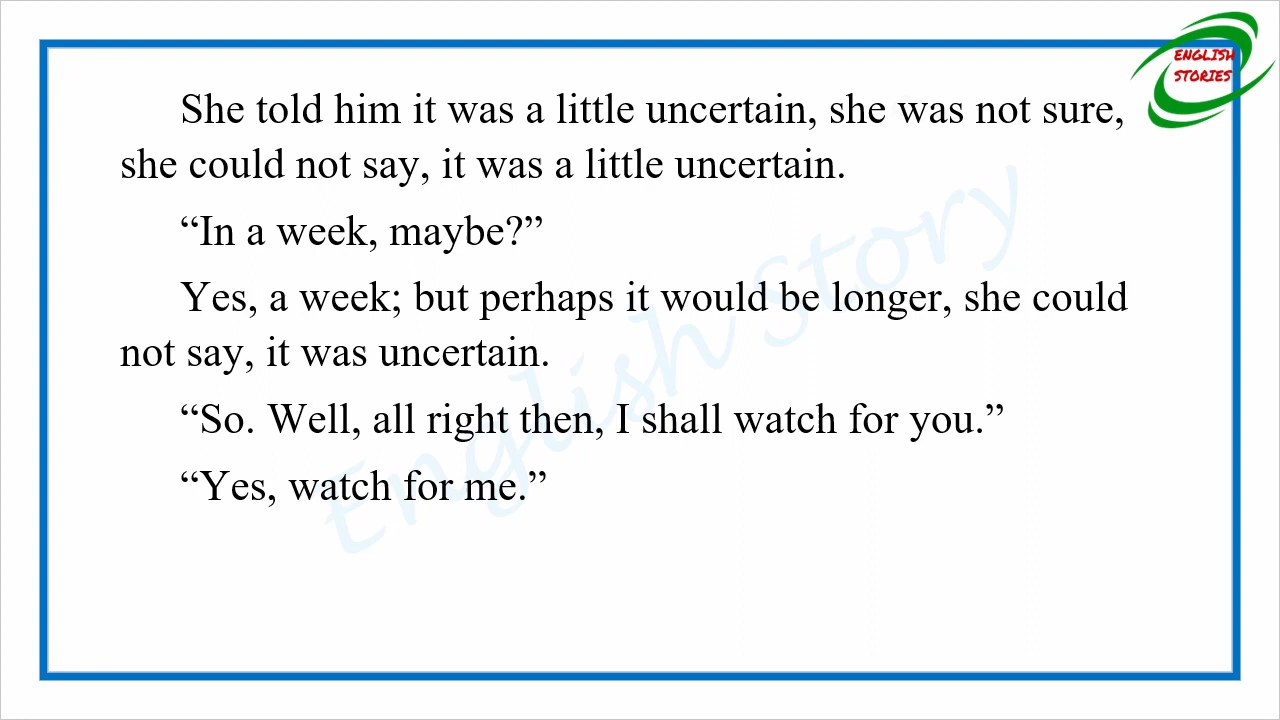 ENGLISH
STORIES
She told him it was a little uncertain, she was not sure,
she could not say, it was a little uncertain.
“In a week, maybe?”
Yes, a week; but perhaps it would be longer, she could
not say, it was uncertain.
“So. Well, all right then, I shall watch for you.”
“Yes, watch for me.”
English Story